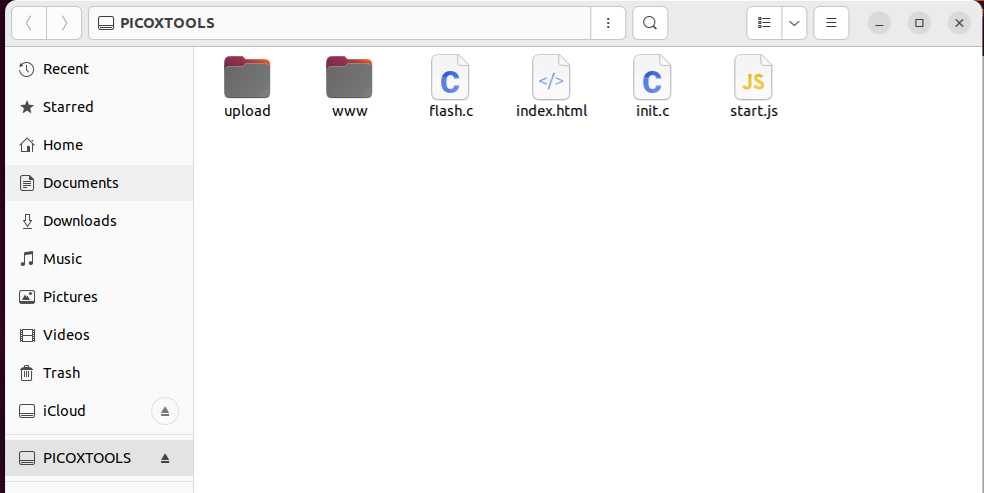 PICOXTOOLS
Recent
Starred
Home
Documents
Downloads
Music
Pictures
Videos
Trash
iCloud
PICOXTOOLS
C
</>
C
JS
upload
www
flash.c
index.html
init.c
start.js